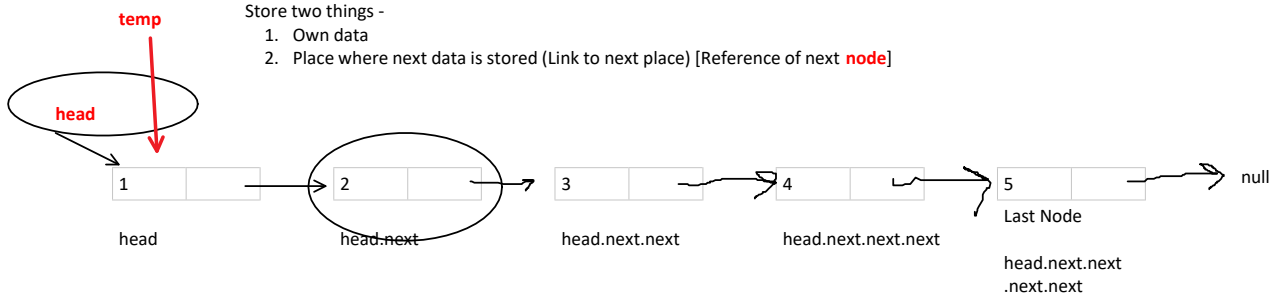 temp
Store two things -
1. Own data
2. Place where next data is stored (Link to next place) [Reference of next node]
head
1
2
3
4
5
null
Last Node
head
head.next
head.next.next
head.next.next.next
head.next.next
.next.next